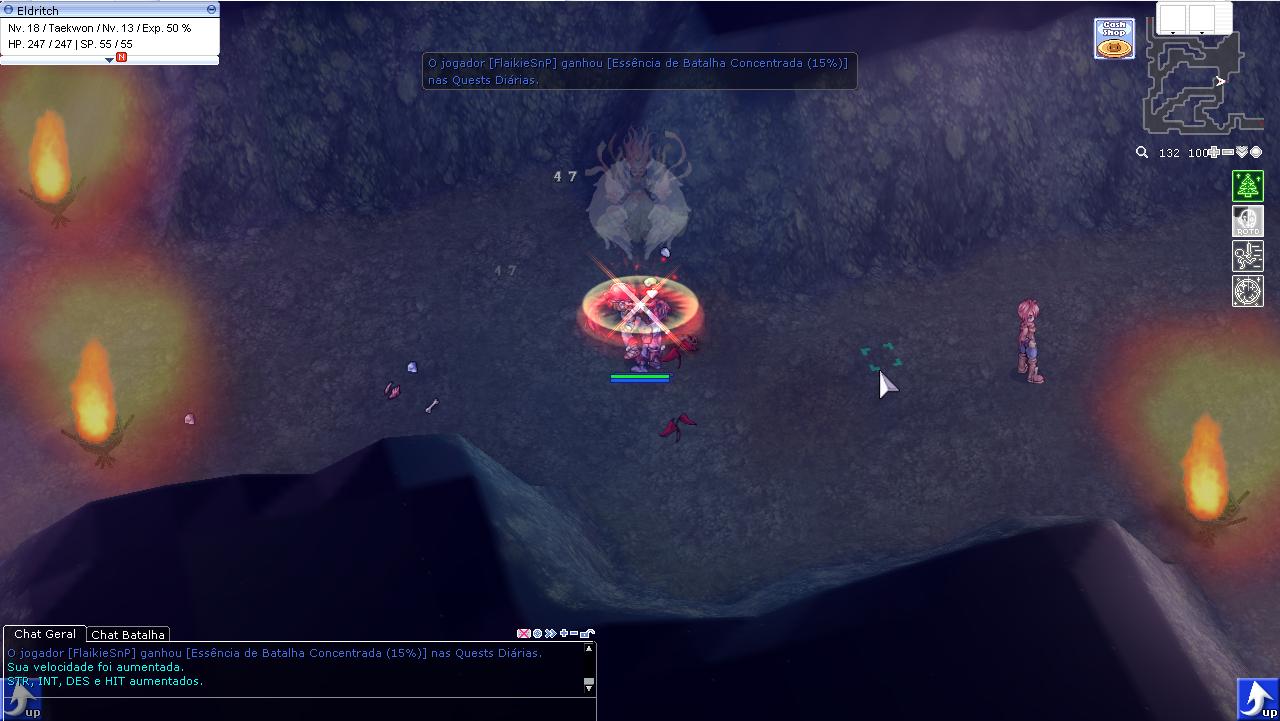 Eldritch
Nv. 18 / Taekwon / Nv. 13 / Exp. 50 %
HP. 247 / 247 | SP. 55 / 55
N
O jogador [FlaikieSnP] ganhou [Essência de Batalha Concentrada (15%)]
nas Quests Diárias.
Cash
Shop
132 100
ROTD
47
47
Chat Geral
Chat Batalha
O jogador [FlaikieSnP] ganhou [Essência de Batalha Concentrada (15%)] nas Quests Diárias.
Sua velocidade foi aumentada.
STR, INT, DES e HIT aumentados.
up
up